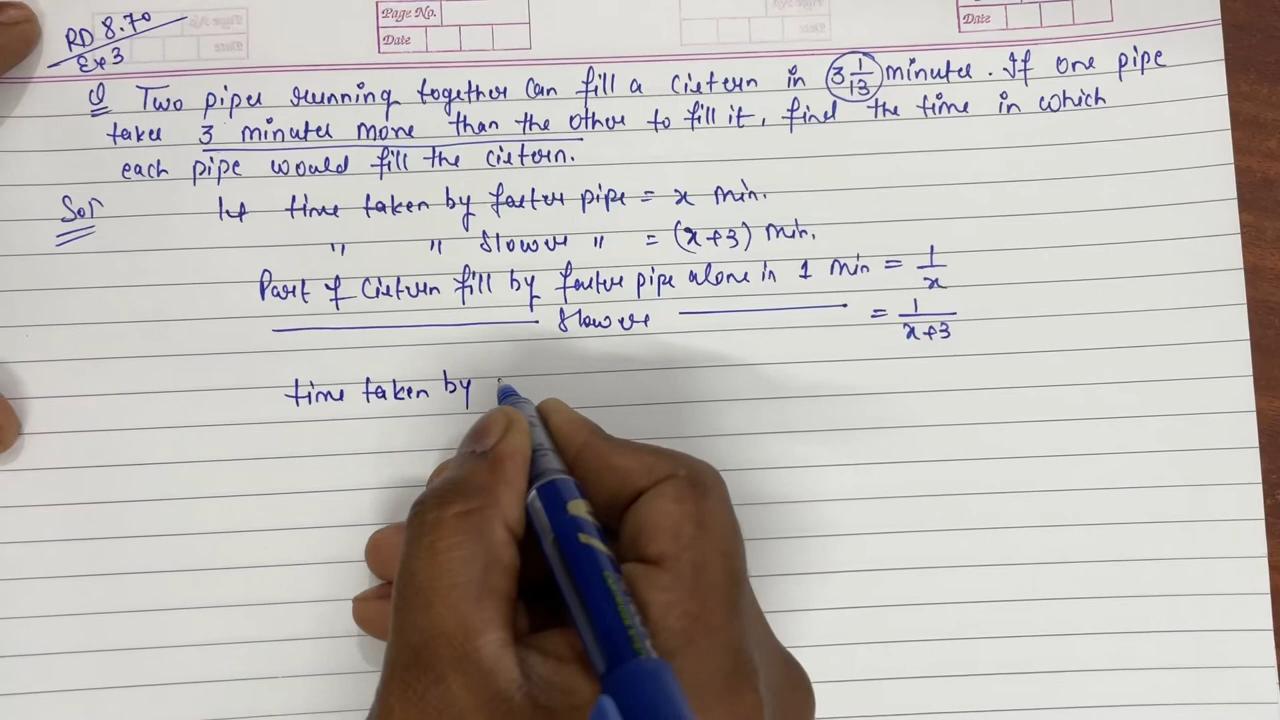 RD 8.70
Ex 3
Page No.
Date
Date
Q Two pipes running together can fill a cistern in 3 1/13 minutes. If one pipe
takes 3 minutes more than the other to fill it, find the time in which
each pipe would fill the cistern.
Sol let time taken by faster pipe = x min.
" " slower " = (x+3) min.
Part of cistern fill by faster pipe alone in 1 min = 1/x
slower = 1/x+3
time taken by